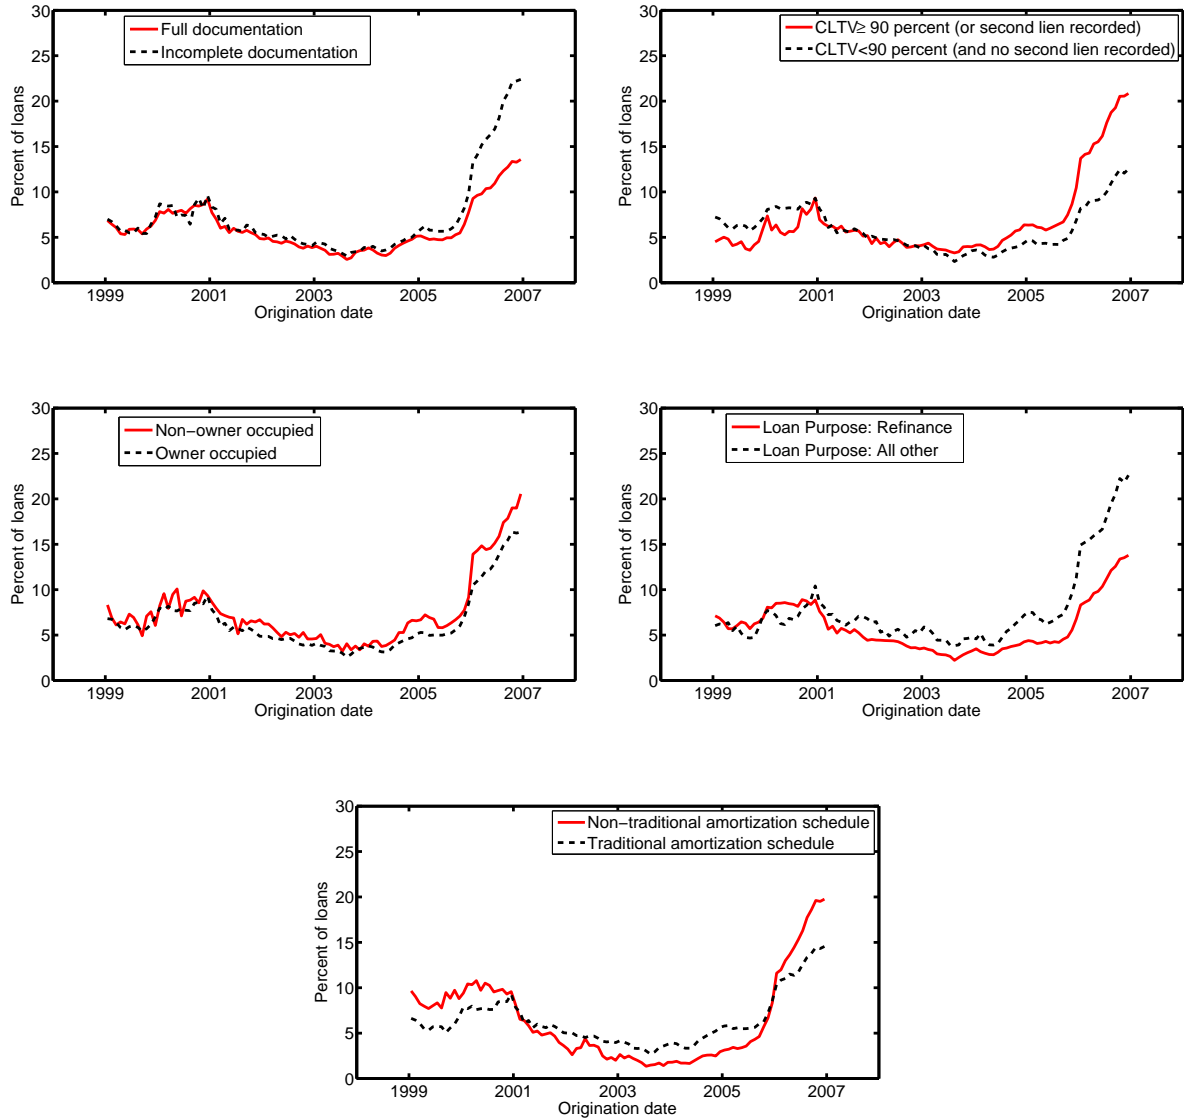 Full documentation
Incomplete documentation
Percent of loans
30
25
20
15
10
5
0
1999 2001 2003 2005 2007
Origination date
CLTV≥ 90 percent (or second lien recorded)
CLTV<90 percent (and no second lien recorded)
Percent of loans
30
25
20
15
10
5
0
1999 2001 2003 2005 2007
Origination date
Non−owner occupied
Owner occupied
Percent of loans
30
25
20
15
10
5
0
1999 2001 2003 2005 2007
Origination date
Loan Purpose: Refinance
Loan Purpose: All other
Percent of loans
30
25
20
15
10
5
0
1999 2001 2003 2005 2007
Origination date
Non−traditional amortization schedule
Traditional amortization schedule
Percent of loans
30
25
20
15
10
5
0
1999 2001 2003 2005 2007
Origination date